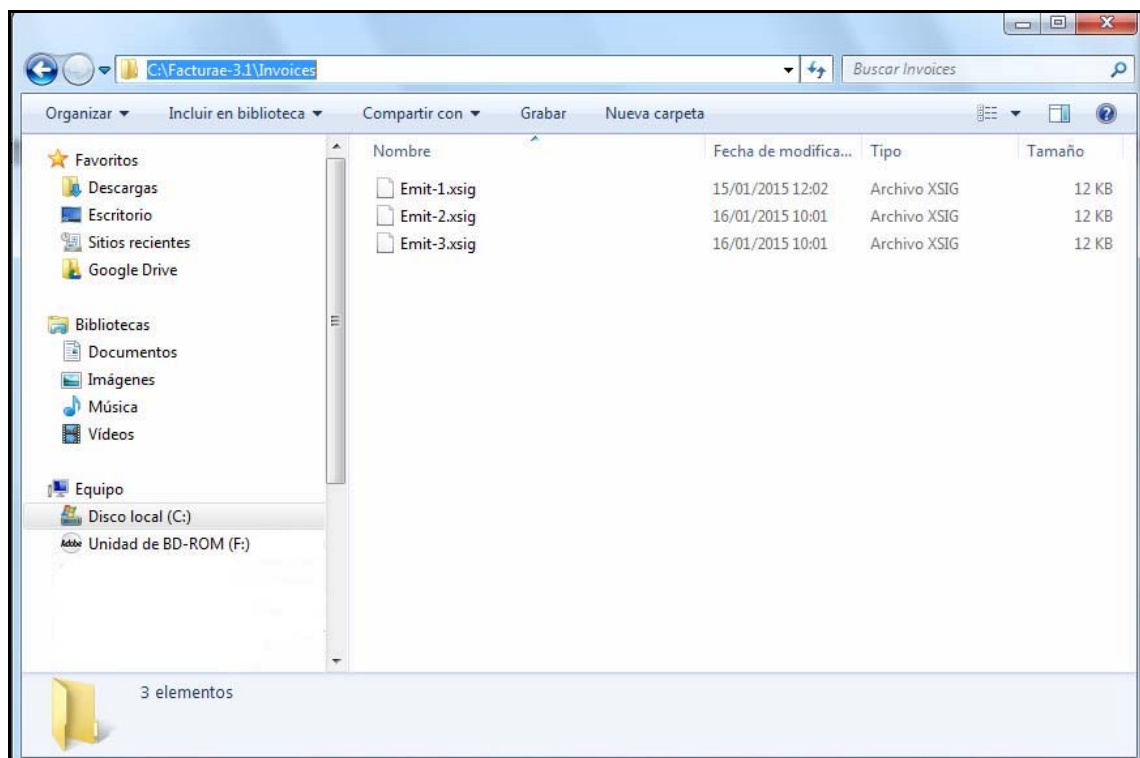 C:\Facturae-3.1\Invoices
Buscar Invoices
Organizar Incluir en biblioteca Compartir con Grabar Nueva carpeta
Favoritos
Descargas
Escritorio
Sitios recientes
Google Drive
Bibliotecas
Documentos
Imágenes
Música
Vídeos
Equipo
Disco local (C:)
Adobe Unidad de BD-ROM (F:)
Nombre Fecha de modifica... Tipo Tamaño
Emit-1.xsig 15/01/2015 12:02 Archivo XSIG 12 KB
Emit-2.xsig 16/01/2015 10:01 Archivo XSIG 12 KB
Emit-3.xsig 16/01/2015 10:01 Archivo XSIG 12 KB
3 elementos